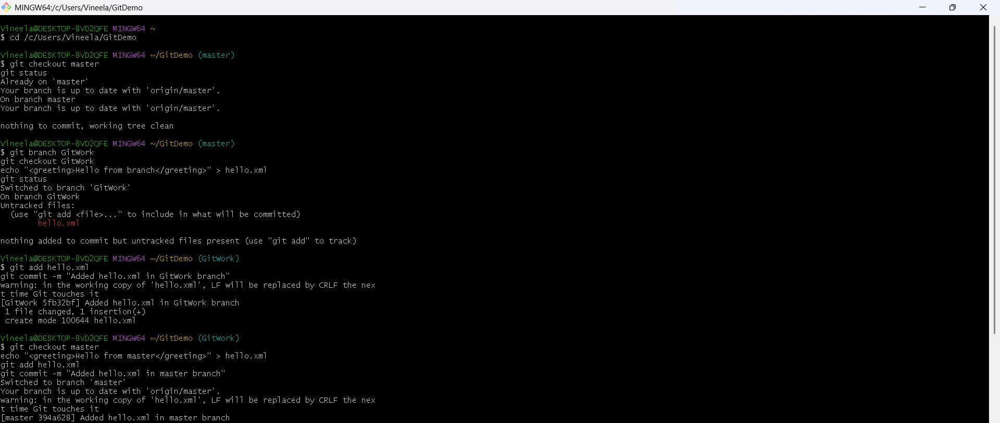 MINGW64:/c/Users/Vineela/GitDemo
Vineela@DESKTOP-8VD2QFE MINGW64 ~
$ cd /c/Users/Vineela/GitDemo
Vineela@DESKTOP-8VD2QFE MINGW64 ~/GitDemo (master)
$ git checkout master
git status
Already on 'master'
Your branch is up to date with 'origin/master'.
On branch master
Your branch is up to date with 'origin/master'.
nothing to commit, working tree clean
Vineela@DESKTOP-8VD2QFE MINGW64 ~/GitDemo (master)
$ git branch GitWork
git checkout GitWork
echo "<greeting>Hello from branch</greeting>" > hello.xml
git status
Switched to branch 'GitWork'
On branch GitWork
Untracked files:
  (use "git add <file>..." to include in what will be committed)
        hello.xml
nothing added to commit but untracked files present (use "git add" to track)
Vineela@DESKTOP-8VD2QFE MINGW64 ~/GitDemo (GitWork)
$ git add hello.xml
git commit -m "Added hello.xml in GitWork branch"
warning: in the working copy of 'hello.xml', LF will be replaced by CRLF the nex
t time Git touches it
[GitWork 5fb32bf] Added hello.xml in GitWork branch
 1 file changed, 1 insertion(+)
 create mode 100644 hello.xml
Vineela@DESKTOP-8VD2QFE MINGW64 ~/GitDemo (GitWork)
$ git checkout master
echo "<greeting>Hello from master</greeting>" > hello.xml
git add hello.xml
git commit -m "Added hello.xml in master branch"
Switched to branch 'master'
Your branch is up to date with 'origin/master'.
warning: in the working copy of 'hello.xml', LF will be replaced by CRLF the nex
t time Git touches it
[master 394a628] Added hello.xml in master branch